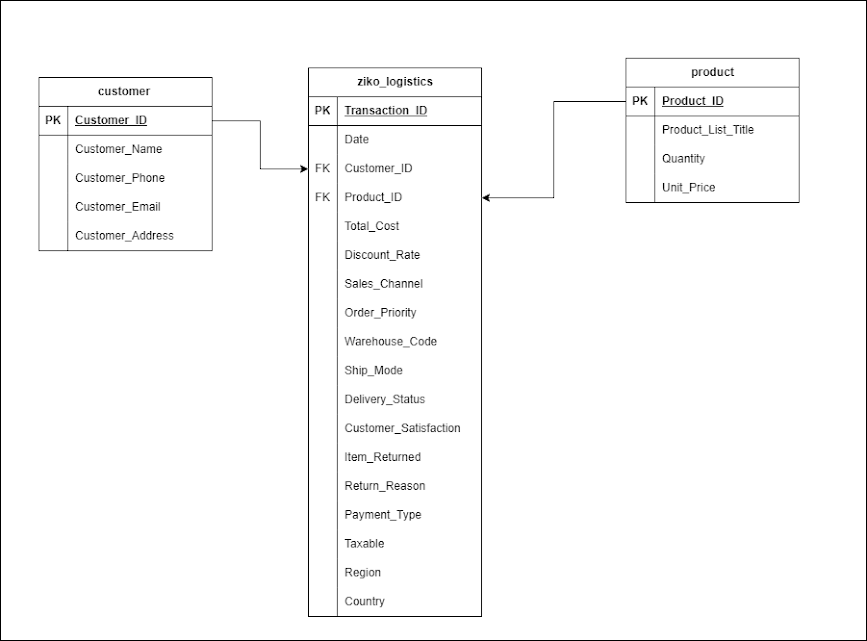 customer
PK Customer_ID
Customer_Name
Customer_Phone
Customer_Email
Customer_Address
ziko_logistics
PK Transaction_ID
Date
FK Customer_ID
FK Product_ID
Total_Cost
Discount_Rate
Sales_Channel
Order_Priority
Warehouse_Code
Ship_Mode
Delivery_Status
Customer_Satisfaction
Item_Returned
Return_Reason
Payment_Type
Taxable
Region
Country
product
PK Product_ID
Product_List_Title
Quantity
Unit_Price